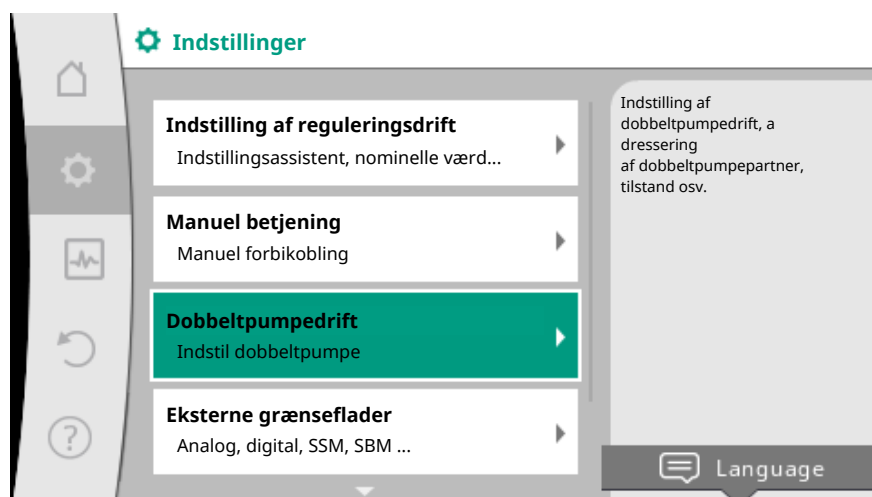 Indstillinger
Indstilling af reguleringsdrift
Indstillingsassistent, nominelle værd...
Manuel betjening
Manuel forbikobling
Dobbeltpumpedrift
Indstil dobbeltpumpe
Eksterne grænseflader
Analog, digital, SSM, SBM ...
Indstilling af
dobbeltpumpedrift, a
dressering
af dobbeltpumpepartner,
tilstand osv.
?
Language